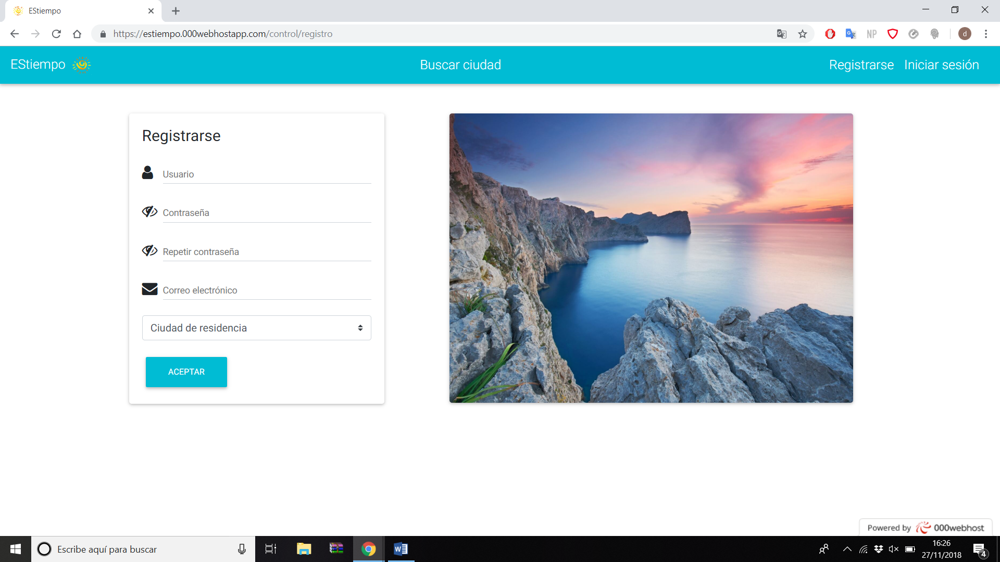 EStiempo
https://estiempo.000webhostapp.com/control/registro
NP
d
EStiempo
Buscar ciudad
Registrarse
Iniciar sesión
Registrarse
Usuario
Contraseña
Repetir contraseña
Correo electrónico
Ciudad de residencia
ACEPTAR
Powered by 000webhost
Escribe aquí para buscar
16:26
27/11/2018
4